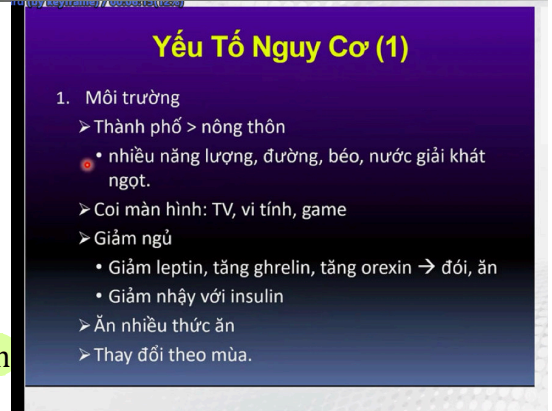 Yếu Tố Nguy Cơ (1)
1. Môi trường
➢Thành phố > nông thôn
• nhiều năng lượng, đường, béo, nước giải khát
ngọt.
➢Coi màn hình: TV, vi tính, game
➢Giảm ngủ
• Giảm leptin, tăng ghrelin, tăng orexin → đói, ăn
• Giảm nhậy với insulin
➢Ăn nhiều thức ăn
➢Thay đổi theo mùa.